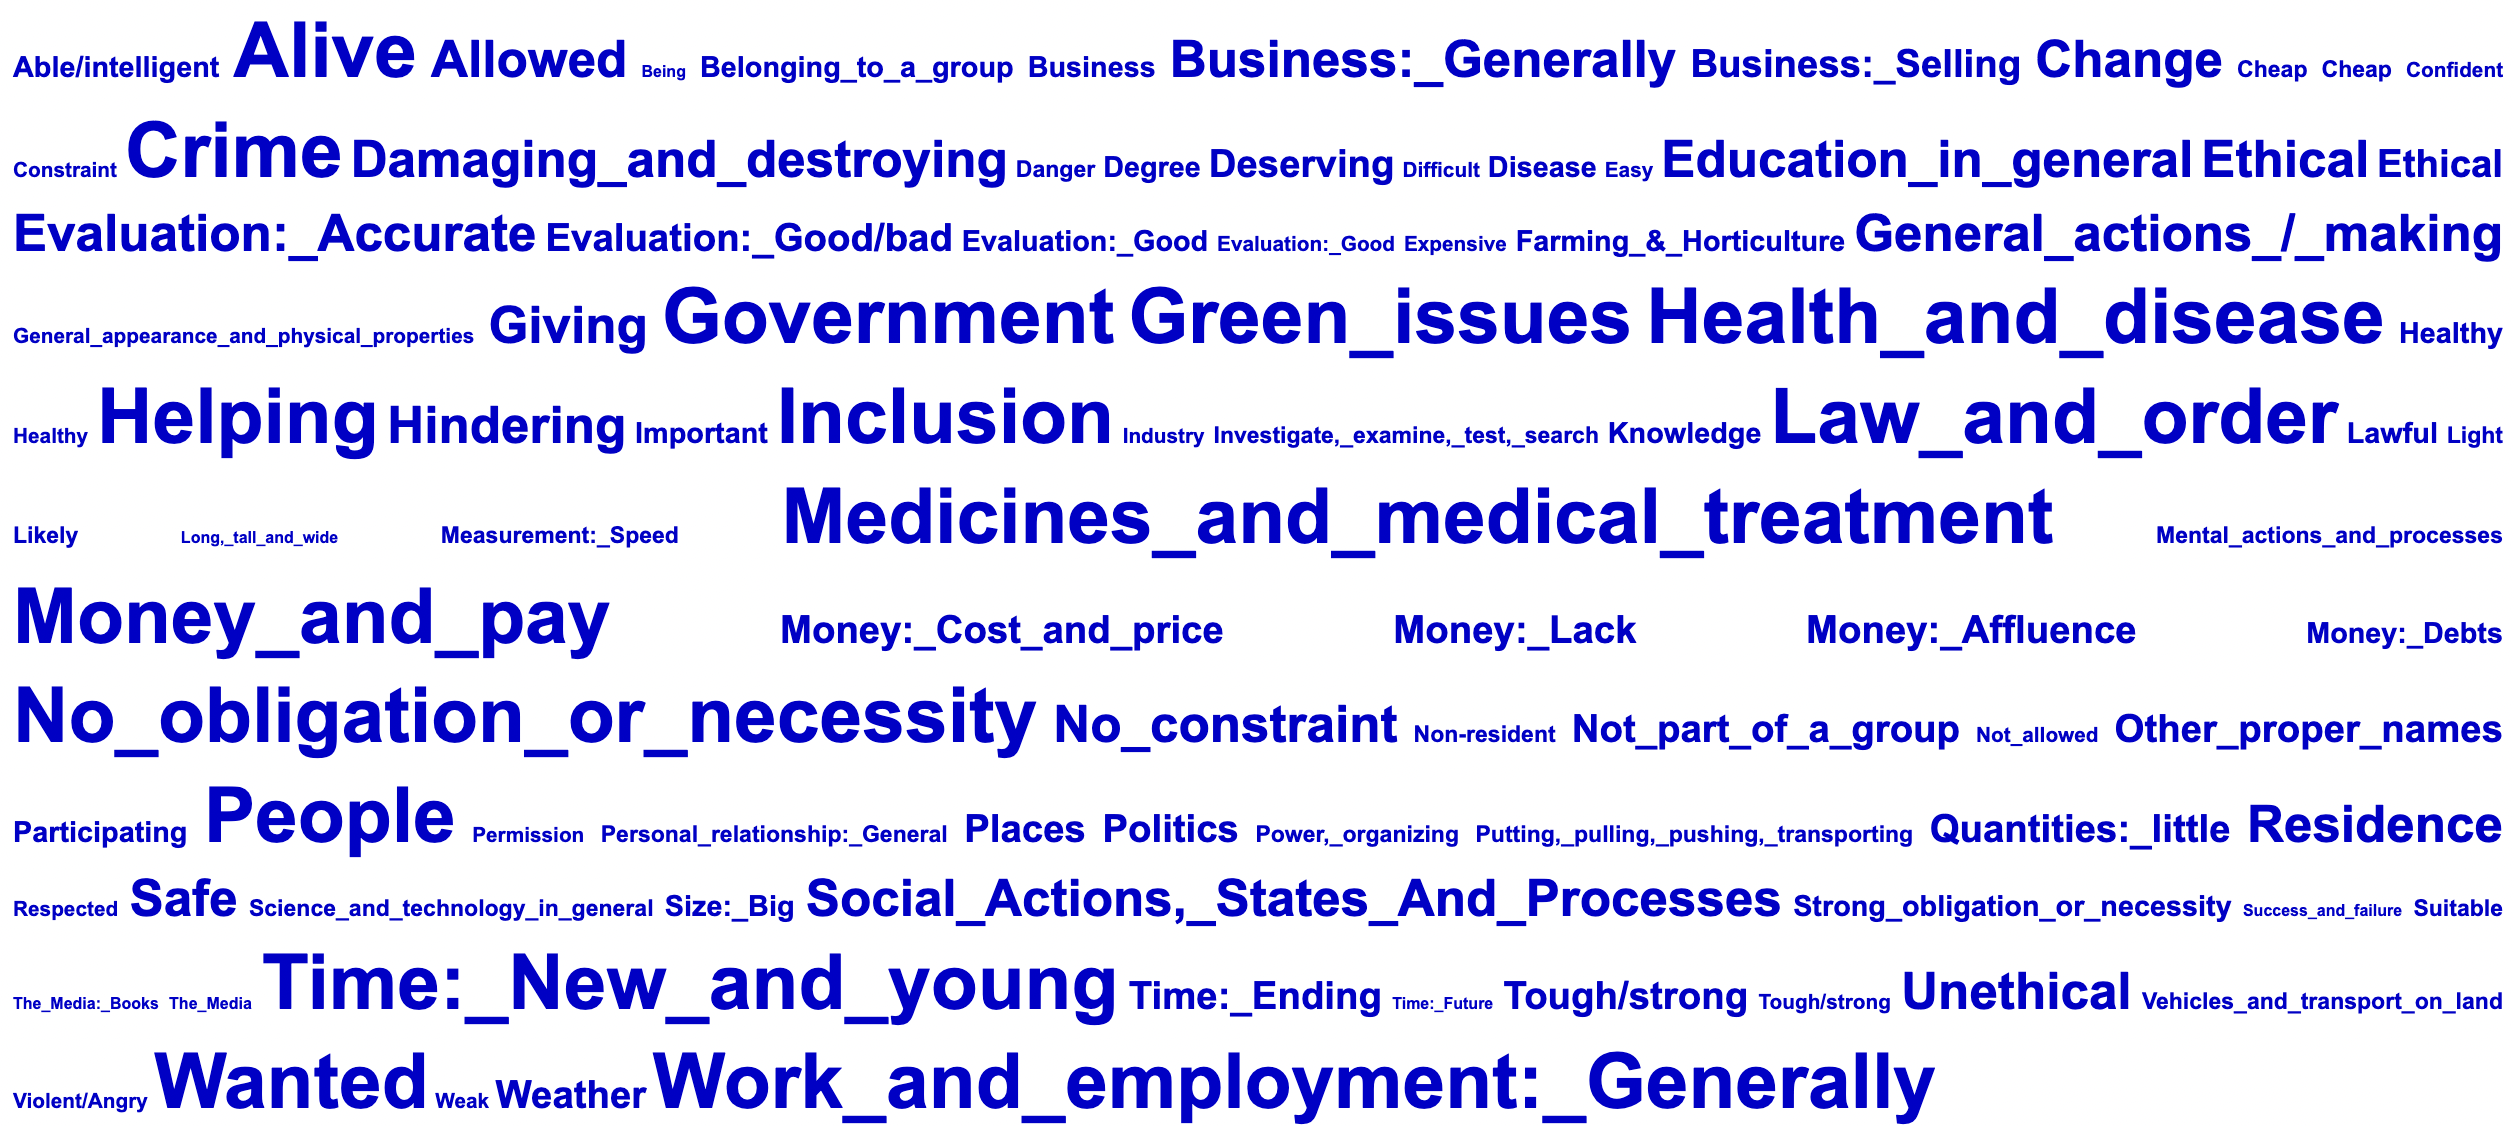 Able/intelligent Alive Allowed Being Belonging_to_a_group Business Business:_Generally Business:_Selling Change Cheap Cheap Confident
Constraint Crime Damaging_and_destroying Danger Degree Deserving Difficult Disease Easy Education_in_general Ethical Ethical
Evaluation:_Accurate Evaluation:_Good/bad Evaluation:_Good Evaluation:_Good Expensive Farming_&_Horticulture General_actions_/_making
General_appearance_and_physical_properties Giving Government Green_issues Health_and_disease Healthy
Healthy Helping Hindering Important Inclusion Industry Investigate,_examine,_test,_search Knowledge Law_and_order Lawful Light
Likely Long,_tall_and_wide Measurement:_Speed Medicines_and_medical_treatment Mental_actions_and_processes
Money_and_pay Money:_Cost_and_price Money:_Lack Money:_Affluence Money:_Debts
No_obligation_or_necessity No_constraint Non-resident Not_part_of_a_group Not_allowed Other_proper_names
Participating People Permission Personal_relationship:_General Places Politics Power,_organizing Putting,_pulling,_pushing,_transporting Quantities:_little Residence
Respected Safe Science_and_technology_in_general Size:_Big Social_Actions,_States_And_Processes Strong_obligation_or_necessity Success_and_failure Suitable
The_Media:_Books The_Media Time:_New_and_young Time:_Ending Time:_Future Tough/strong Tough/strong Unethical Vehicles_and_transport_on_land
Violent/Angry Wanted Weak Weather Work_and_employment:_Generally